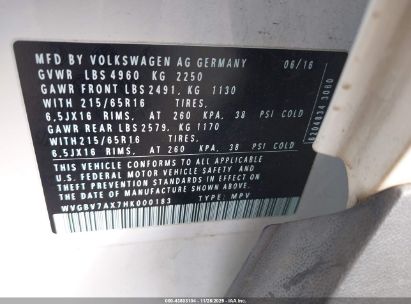 MFD BY VOLKSWAGEN AG GERMANY 06/16
GVWR LBS 4960 KG 2250
GAWR FRONT LBS 2491, KG 1130
WITH 215/65R16 TIRES,
6,5JX16 RIMS, AT 260 KPA, 38 PSI COLD
GAWR REAR LBS 2579, KG 1170
WITH 215/65R16 TIRES,
6,5JX16 RIMS, AT 260 KPA, 38 PSI COLD
THIS VEHICLE CONFORMS TO ALL APPLICABLE
U.S. FEDERAL MOTOR VEHICLE SAFETY
STANDARDS IN EFFECT ON THE
DATE OF MANUFACTURE SHOWN ABOVE
WVGBV7AX7HK000183 TYPE: MPV